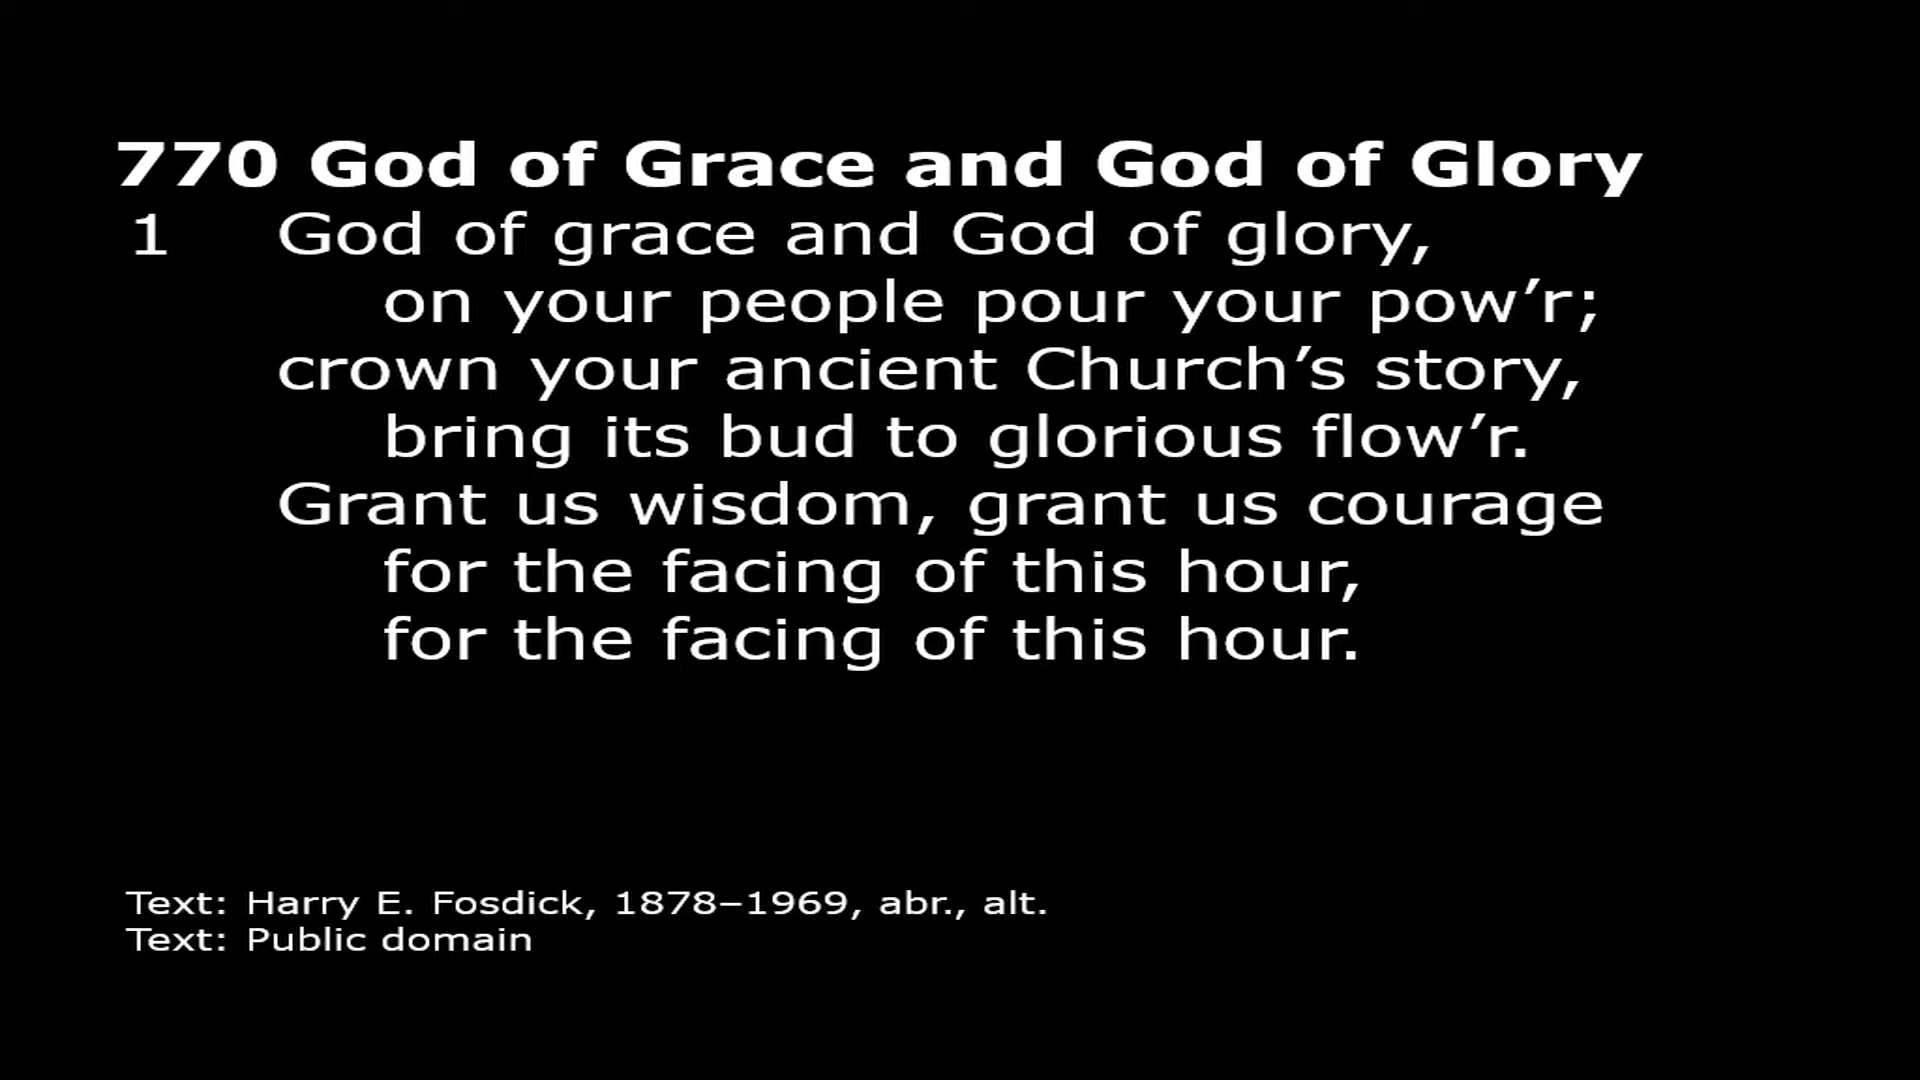 770 God of Grace and God of Glory
1 God of grace and God of glory,
on your people pour your pow’r;
crown your ancient Church’s story,
bring its bud to glorious flow’r.
Grant us wisdom, grant us courage
for the facing of this hour,
for the facing of this hour.
Text: Harry E. Fosdick, 1878–1969, abr., alt.
Text: Public domain